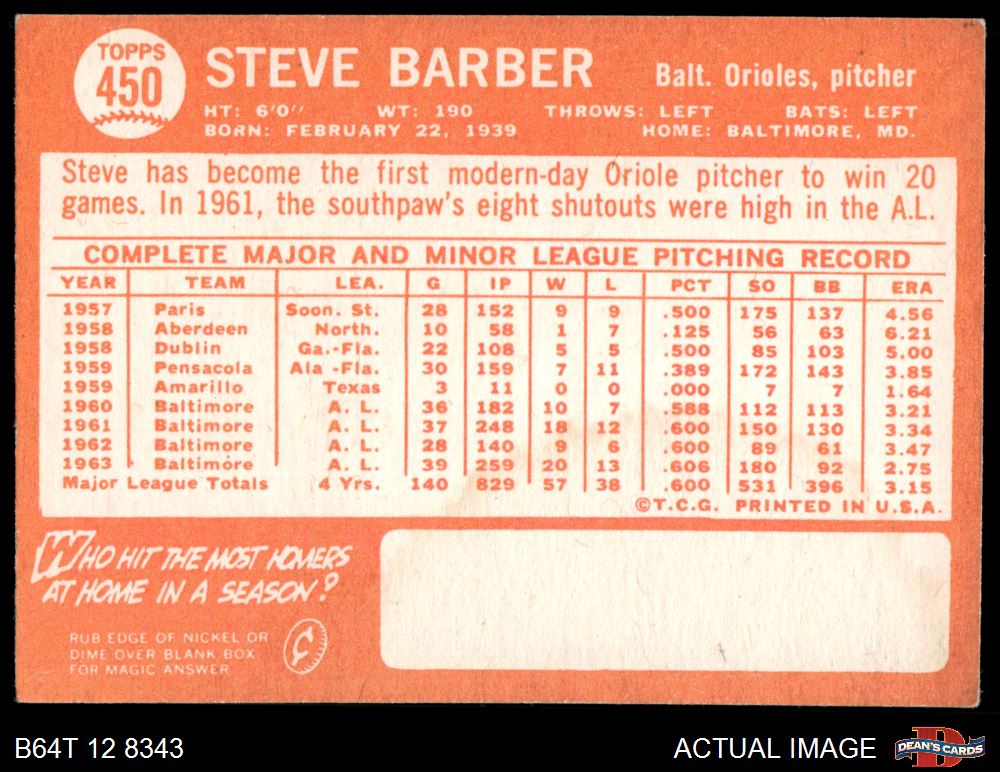 TOPPS
450
STEVE BARBER
Balt. Orioles, pitcher
HT: 6'0'' WT: 190 THROWS: LEFT BATS: LEFT
BORN: FEBRUARY 22, 1939 HOME: BALTIMORE, MD.
Steve has become the first modern-day Oriole pitcher to win 20
games. In 1961, the southpaw's eight shutouts were high in the A.L.
COMPLETE MAJOR AND MINOR LEAGUE PITCHING RECORD
YEAR TEAM LEA. G IP W L PCT SO BB ERA
1957 Paris Soon. St. 28 152 9 9 .500 175 137 4.56
1958 Aberdeen North. 10 58 1 7 .125 56 63 6.21
1958 Dublin Ga.-Fla. 22 108 5 5 .500 85 103 5.00
1959 Pensacola Ala -Fla. 30 159 7 11 .389 172 143 3.85
1959 Amarillo Texas 3 11 0 0 .000 7 7 1.64
1960 Baltimore A. L. 36 182 10 7 .588 112 113 3.21
1961 Baltimore A. L. 37 248 18 12 .600 150 130 3.34
1962 Baltimore A. L. 28 140 9 6 .600 89 61 3.47
1963 Baltimore A. L. 39 259 20 13 .606 180 92 2.75
Major League Totals 4 Yrs. 140 829 57 38 .600 531 396 3.15
©T.C.G. PRINTED IN U.S.A.
WHO HIT THE MOST HOMERS
AT HOME IN A SEASON?
RUB EDGE OF NICKEL OR
DIME OVER BLANK BOX
FOR MAGIC ANSWER
¢
B64T 12 8343
ACTUAL IMAGE
DEAN'S CARDS